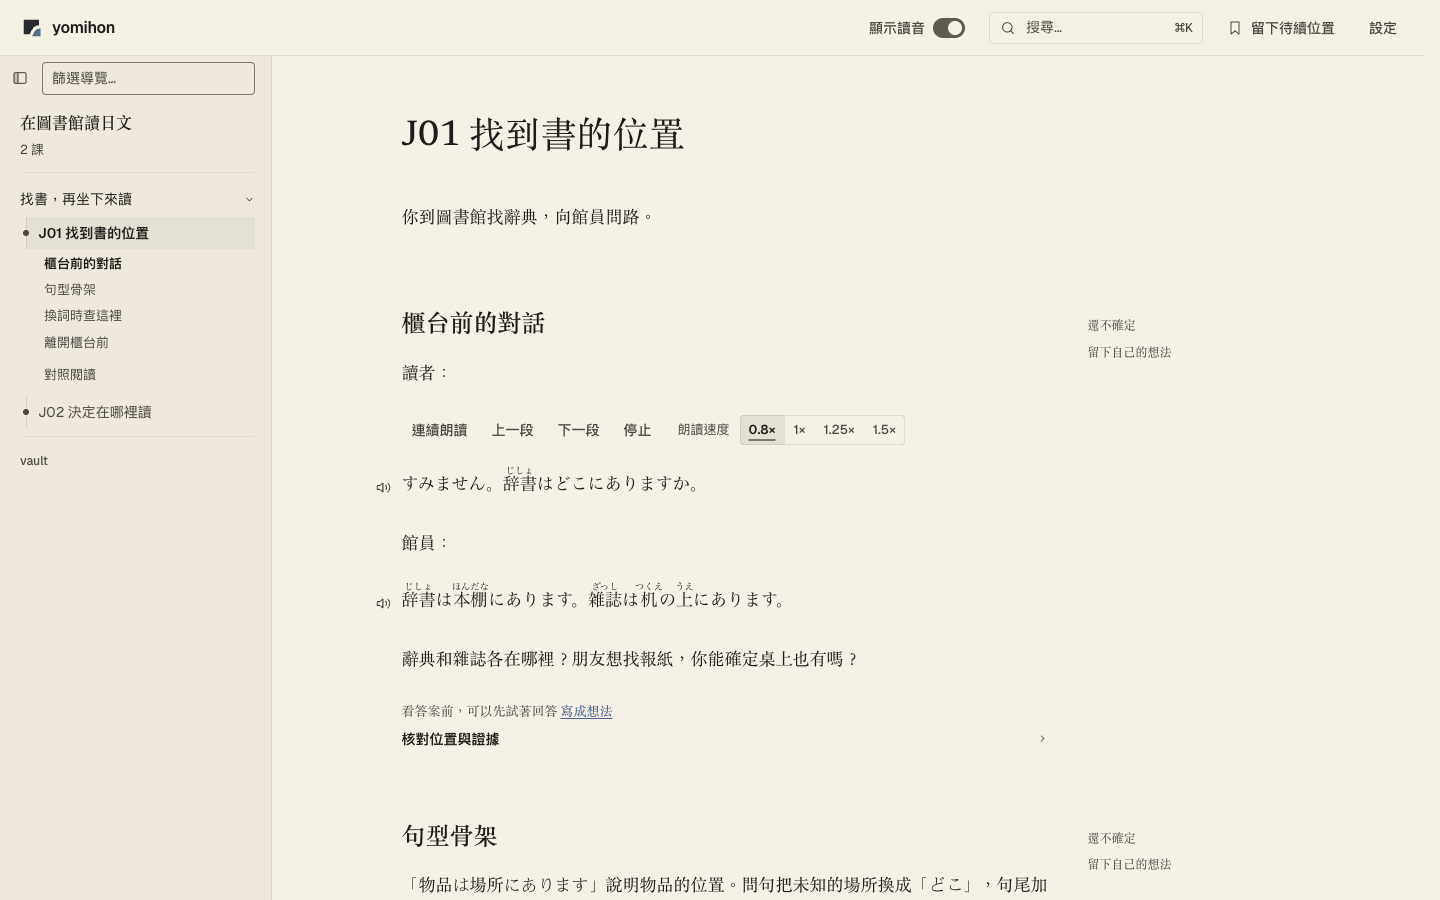 yomihon
顯示讀音
搜尋…
⌘K
留下待續位置
設定
篩選導覽…
在圖書館讀日文
2 課
找書，再坐下來讀
J01 找到書的位置
櫃台前的對話
句型骨架
換詞時查這裡
離開櫃台前
對照閱讀
J02 決定在哪裡讀
vault
J01 找到書的位置
你到圖書館找辭典，向館員問路。
櫃台前的對話
還不確定
留下自己的想法
讀者：
連續朗讀 上一段 下一段 停止 朗讀速度 0.8× 1× 1.25× 1.5×
じしょ
すみません。辞書はどこにありますか。
館員：
じしょ ほんだな ざっし つくえ うえ
辞書は本棚にあります。雑誌は机の上にあります。
辭典和雜誌各在哪裡？朋友想找報紙，你能確定桌上也有嗎？
看答案前，可以先試著回答 寫成想法
核對位置與證據
句型骨架
還不確定
留下自己的想法
「物品は場所にあります」說明物品的位置。問句把未知的場所換成「どこ」，句尾加